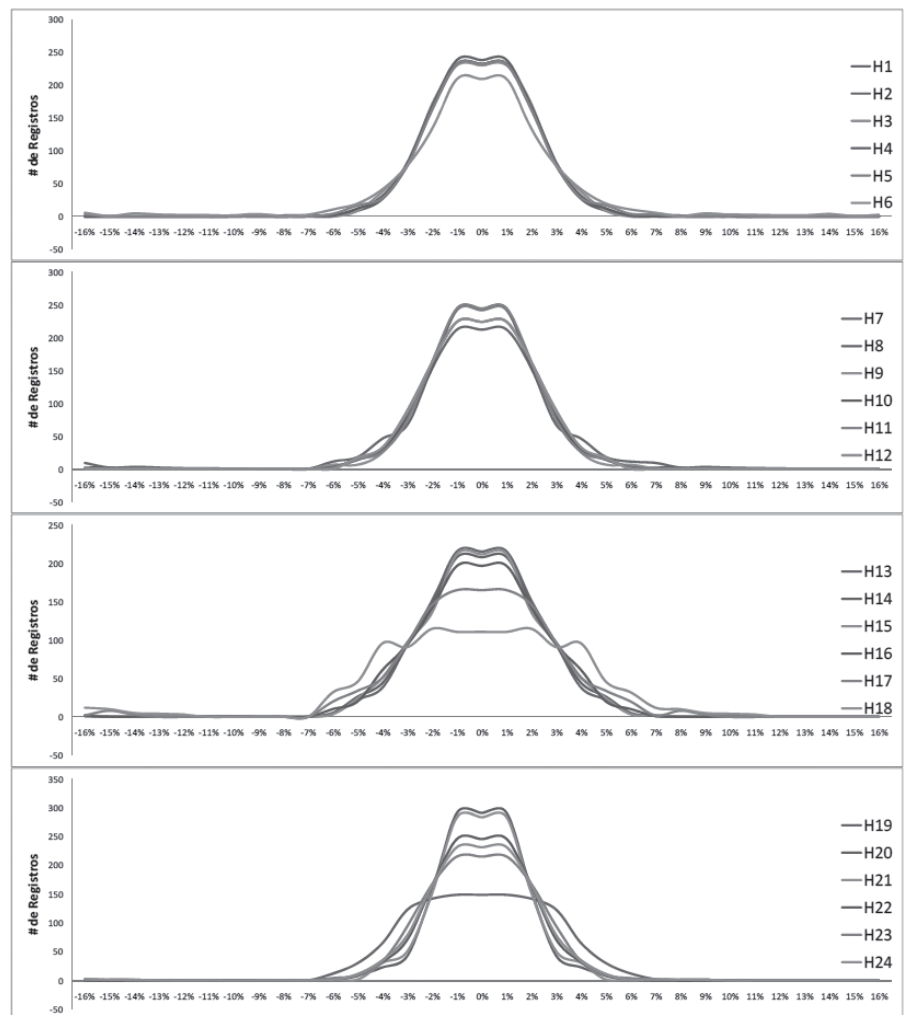 300
250
200
150
100
50
0
-50
# de Registros
-16% -15% -14% -13% -12% -11% -10% -9% -8% -7% -6% -5% -4% -3% -2% -1% 0% 1% 2% 3% 4% 5% 6% 7% 8% 9% 10% 11% 12% 13% 14% 15% 16%
H1
H2
H3
H4
H5
H6
300
250
200
150
100
50
0
-50
# de Registros
-16% -15% -14% -13% -12% -11% -10% -9% -8% -7% -6% -5% -4% -3% -2% -1% 0% 1% 2% 3% 4% 5% 6% 7% 8% 9% 10% 11% 12% 13% 14% 15% 16%
H7
H8
H9
H10
H11
H12
250
200
150
100
50
0
-50
# de Registros
-16% -15% -14% -13% -12% -11% -10% -9% -8% -7% -6% -5% -4% -3% -2% -1% 0% 1% 2% 3% 4% 5% 6% 7% 8% 9% 10% 11% 12% 13% 14% 15% 16%
H13
H14
H15
H16
H17
H18
350
300
250
200
150
100
50
0
-50
# de Registros
-16% -15% -14% -13% -12% -11% -10% -9% -8% -7% -6% -5% -4% -3% -2% -1% 0% 1% 2% 3% 4% 5% 6% 7% 8% 9% 10% 11% 12% 13% 14% 15% 16%
H19
H20
H21
H22
H23
H24